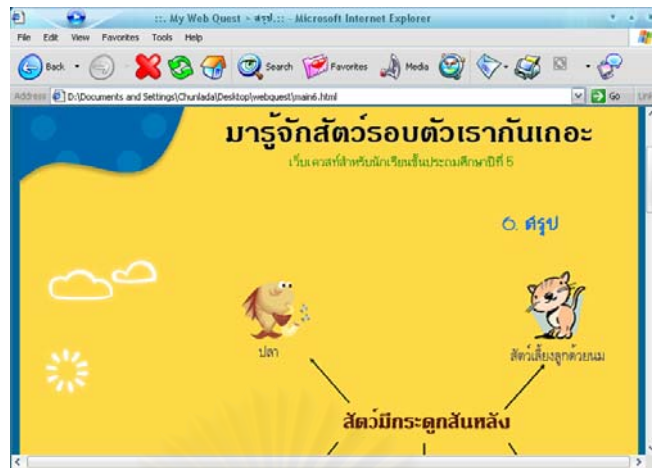 ::. My Web Quest > สรุป.:: - Microsoft Internet Explorer
File Edit View Favorites Tools Help
Back Search Favorites Media
Address D:\Documents and Settings\Chunlada\Desktop\webquest\main6.html Go Link
มารู้จักสัตว์รอบตัวเรากันเถอะ
เว็บเควสท์สำหรับนักเรียนชั้นประถมศึกษาปีที่ 5
6. สรุป
ปลา
สัตว์เลี้ยงลูกด้วยนม
สัตว์มีกระดูกสันหลัง